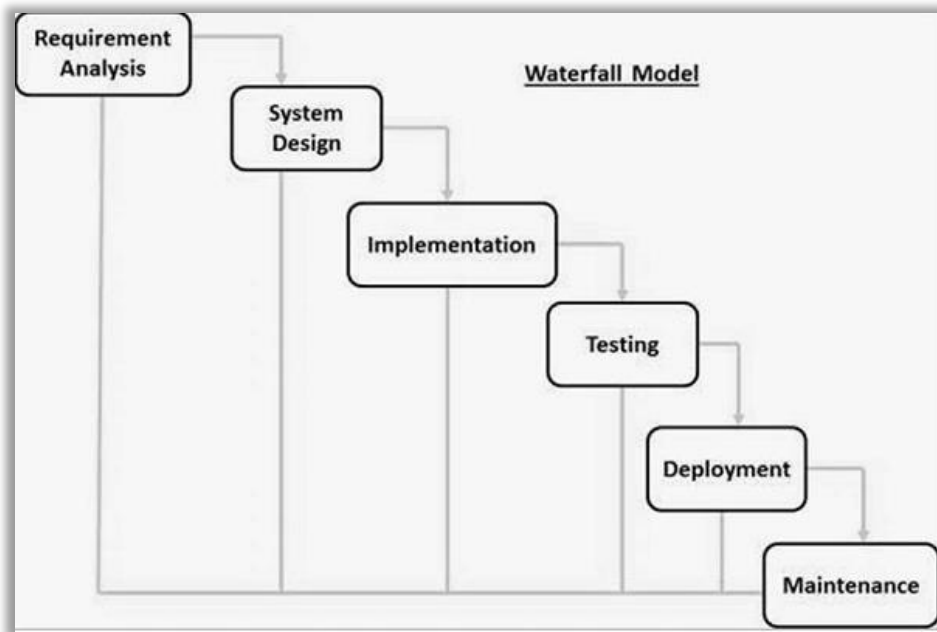 Requirement
Analysis
Waterfall Model
System
Design
Implementation
Testing
Deployment
Maintenance